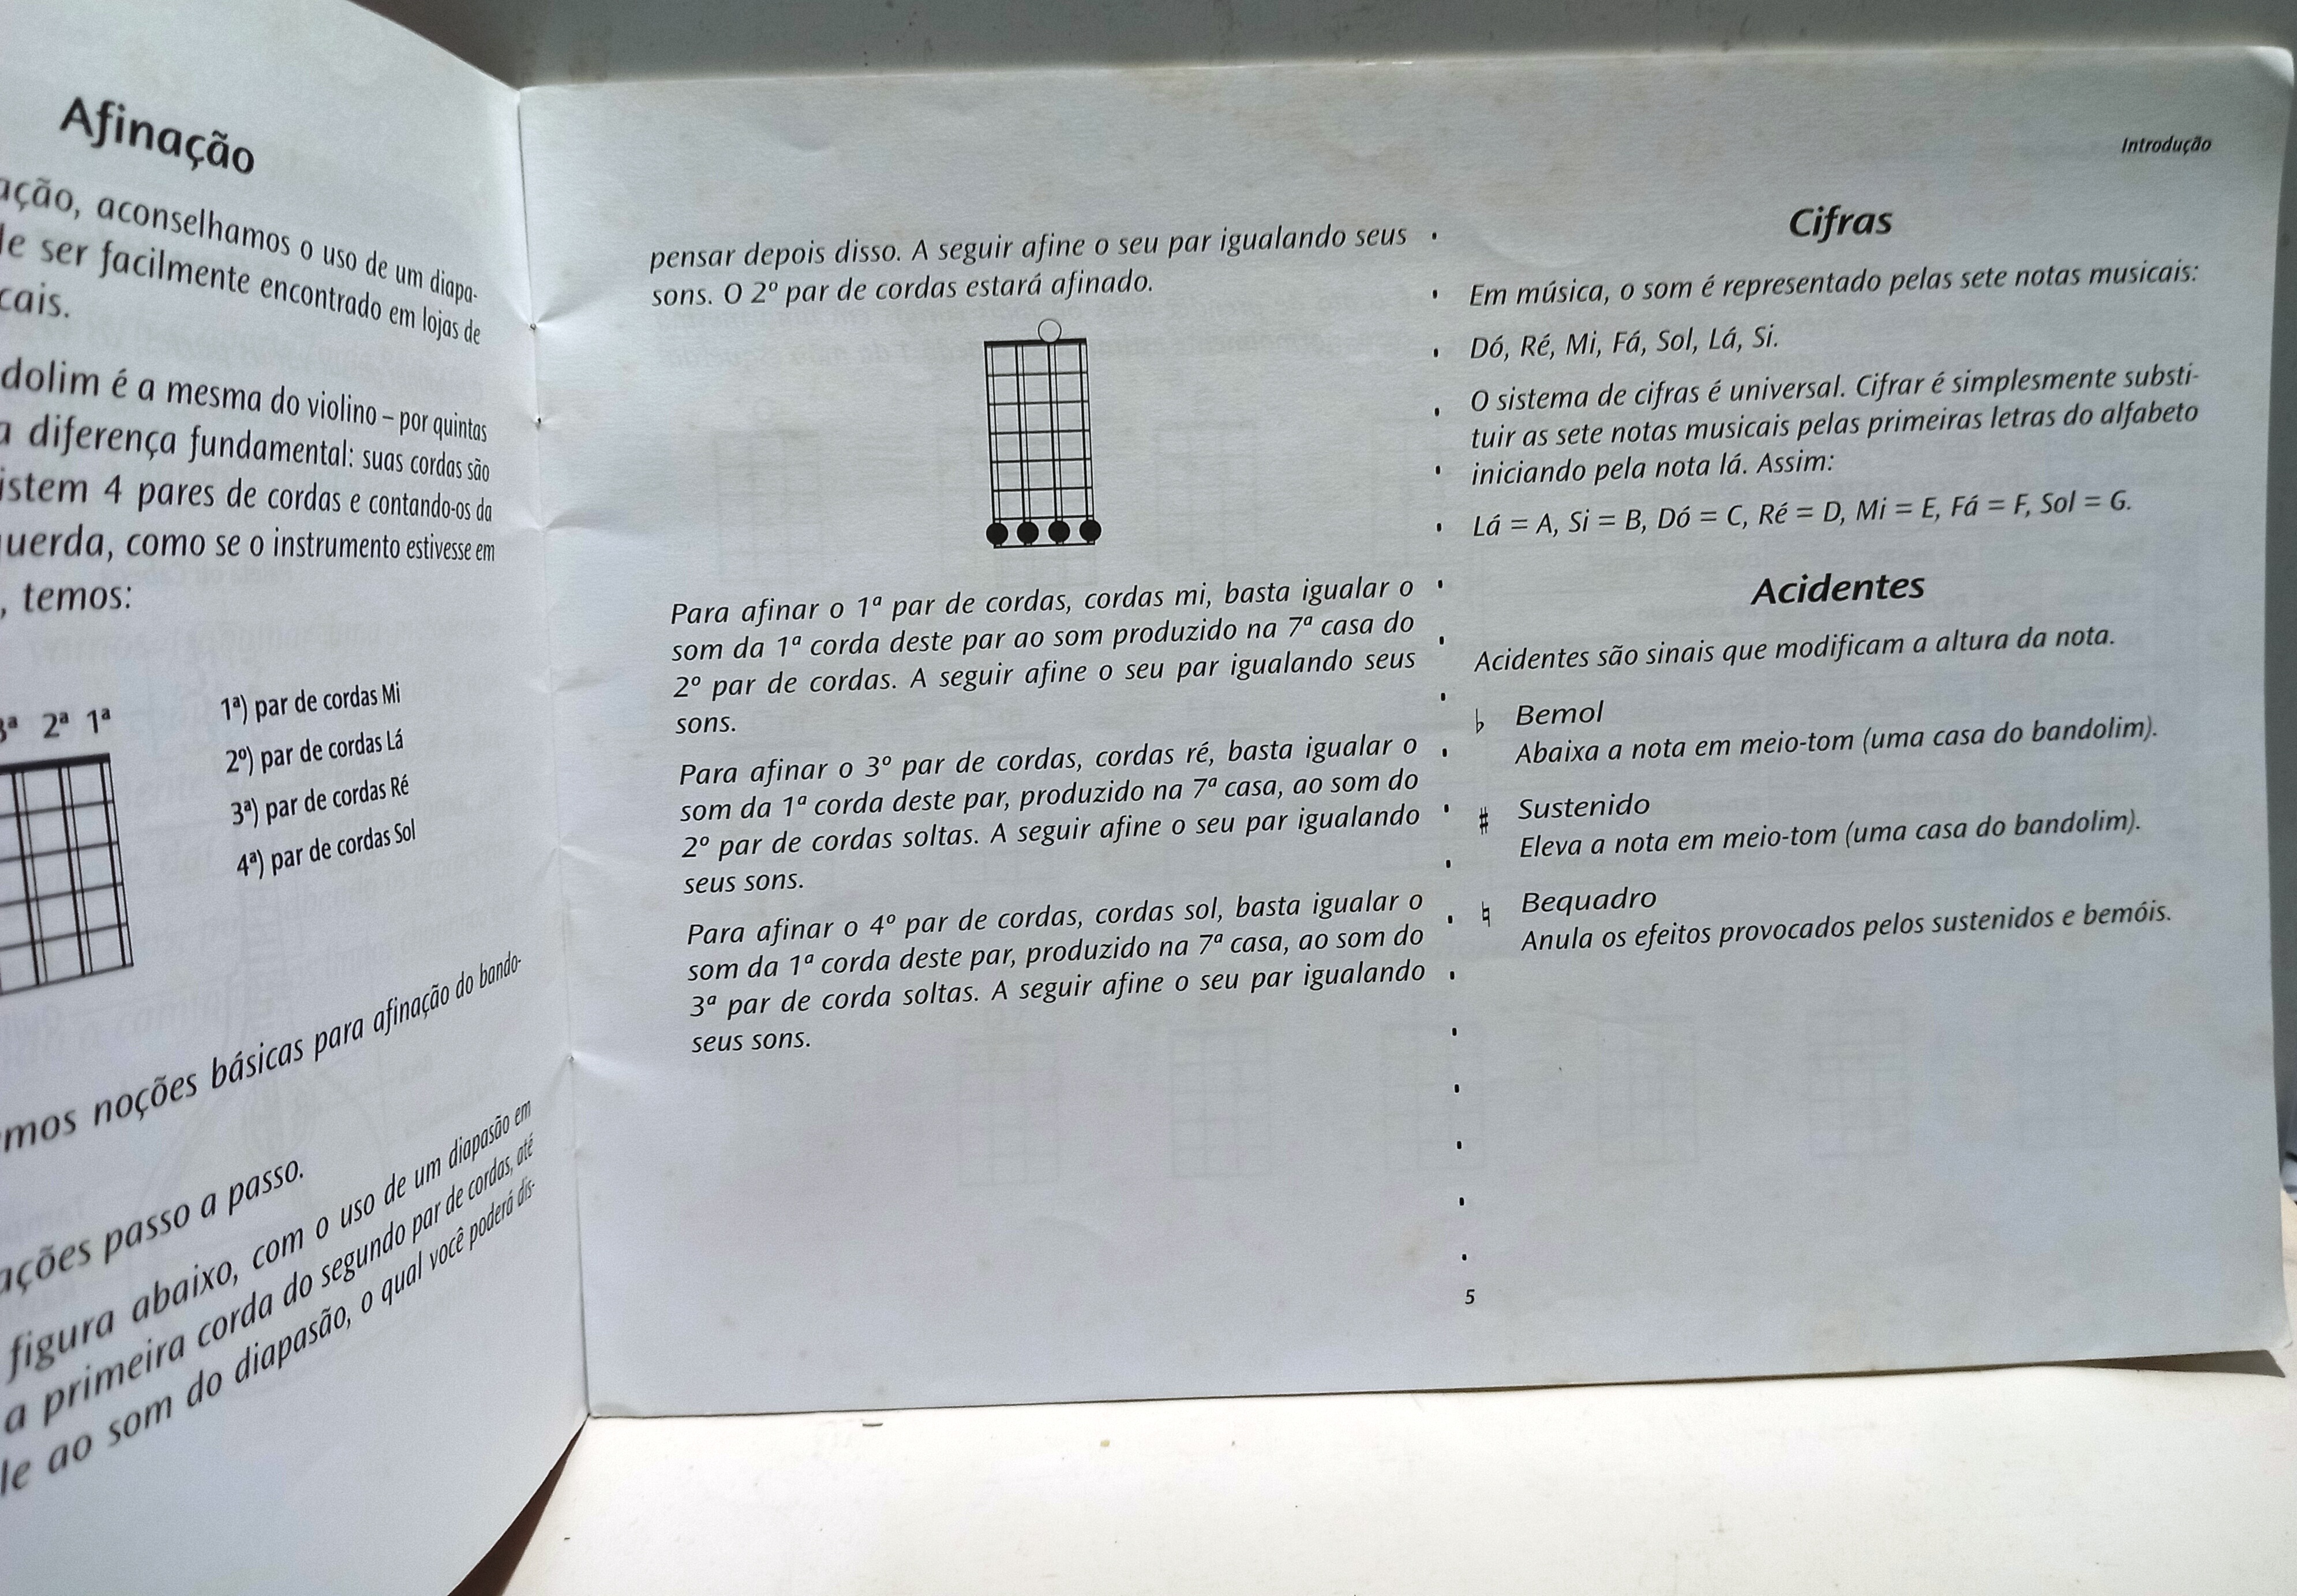 Afinação
aconselhamos o uso de um diapa-
ser facilmente encontrado em lojas de
é a mesma do violino – por quintas
diferença fundamental: suas cordas são
4 pares de cordas e contando-os da
como se o instrumento estivesse em
, temos:
3ª 2ª 1ª
1ª) par de cordas Mi
2º) par de cordas Lá
3ª) par de cordas Ré
4ª) par de cordas Sol
noções básicas para afinação do bando-
passo a passo.
figura abaixo, com o uso de um diapasão em
a primeira corda do segundo par de cordas, até
ao som do diapasão, o qual você poderá dis-
Introdução
pensar depois disso. A seguir afine o seu par igualando seus
sons. O 2º par de cordas estará afinado.
Para afinar o 1ª par de cordas, cordas mi, basta igualar o
som da 1ª corda deste par ao som produzido na 7ª casa do
2º par de cordas. A seguir afine o seu par igualando seus
sons.
Para afinar o 3º par de cordas, cordas ré, basta igualar o
som da 1ª corda deste par, produzido na 7ª casa, ao som do
2º par de cordas soltas. A seguir afine o seu par igualando
seus sons.
Para afinar o 4º par de cordas, cordas sol, basta igualar o
som da 1ª corda deste par, produzido na 7ª casa, ao som do
3ª par de corda soltas. A seguir afine o seu par igualando
seus sons.
Cifras
Em música, o som é representado pelas sete notas musicais:
Dó, Ré, Mi, Fá, Sol, Lá, Si.
O sistema de cifras é universal. Cifrar é simplesmente substi-
tuir as sete notas musicais pelas primeiras letras do alfabeto
iniciando pela nota lá. Assim:
Lá = A, Si = B, Dó = C, Ré = D, Mi = E, Fá = F, Sol = G.
Acidentes
Acidentes são sinais que modificam a altura da nota.
♭ Bemol
Abaixa a nota em meio-tom (uma casa do bandolim).
♯ Sustenido
Eleva a nota em meio-tom (uma casa do bandolim).
♮ Bequadro
Anula os efeitos provocados pelos sustenidos e bemóis.
5